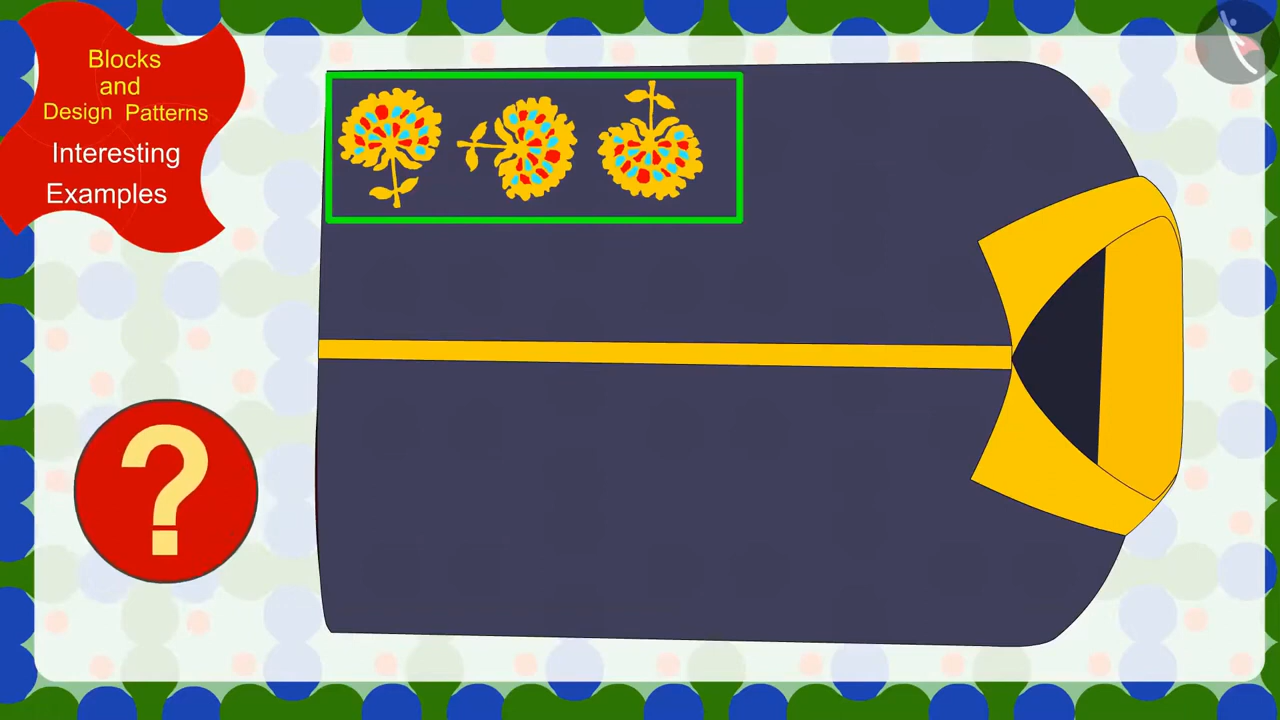 Blocks
and
Design Patterns
Interesting
Examples
?